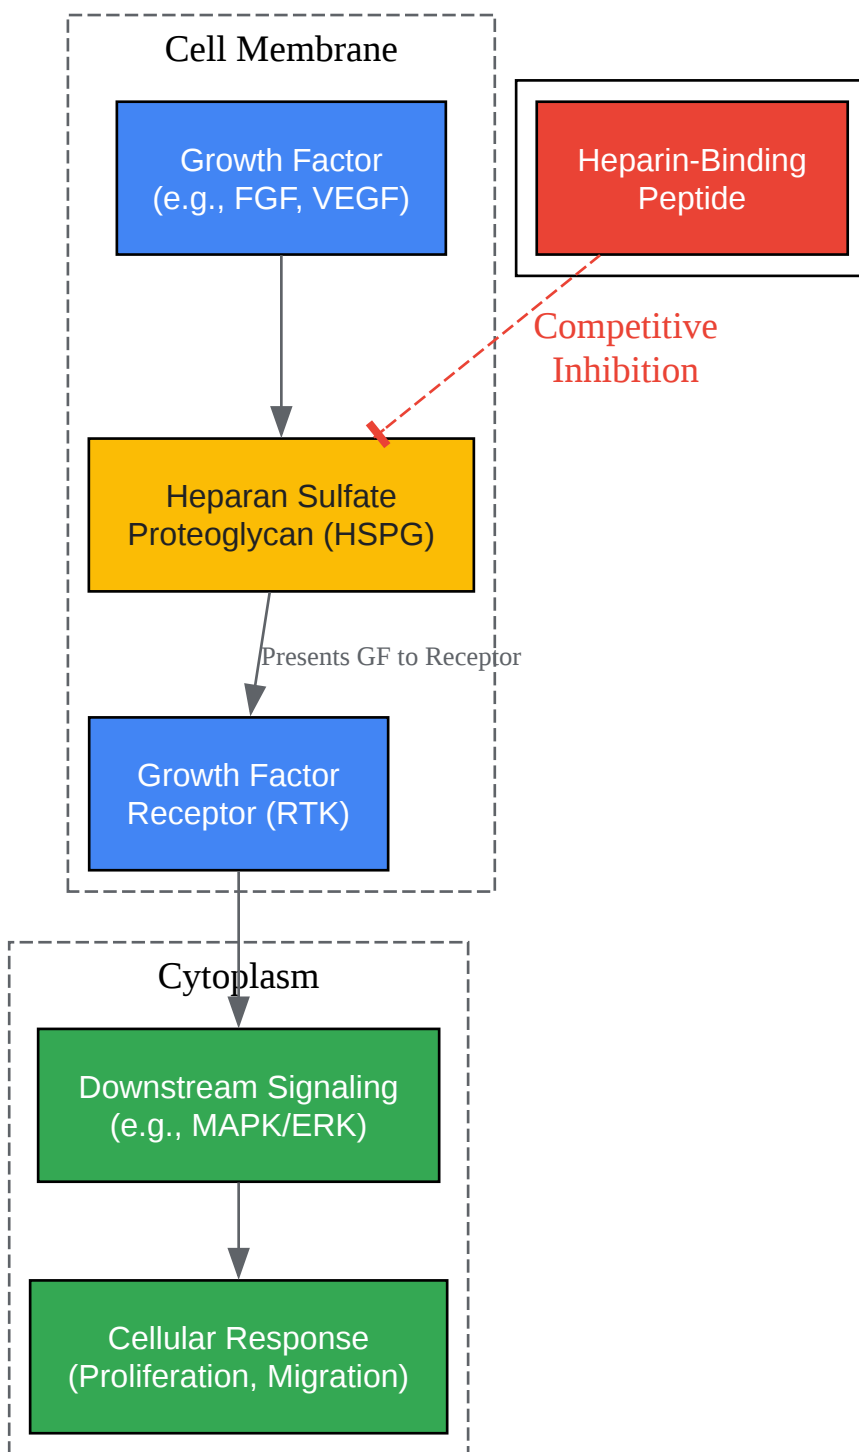 Cell Membrane
Growth Factor
(e.g., FGF, VEGF)
Heparin-Binding
Peptide
Competitive
Inhibition
Heparan Sulfate
Proteoglycan (HSPG)
Presents GF to Receptor
Growth Factor
Receptor (RTK)
Cytoplasm
Downstream Signaling
(e.g., MAPK/ERK)
Cellular Response
(Proliferation, Migration)